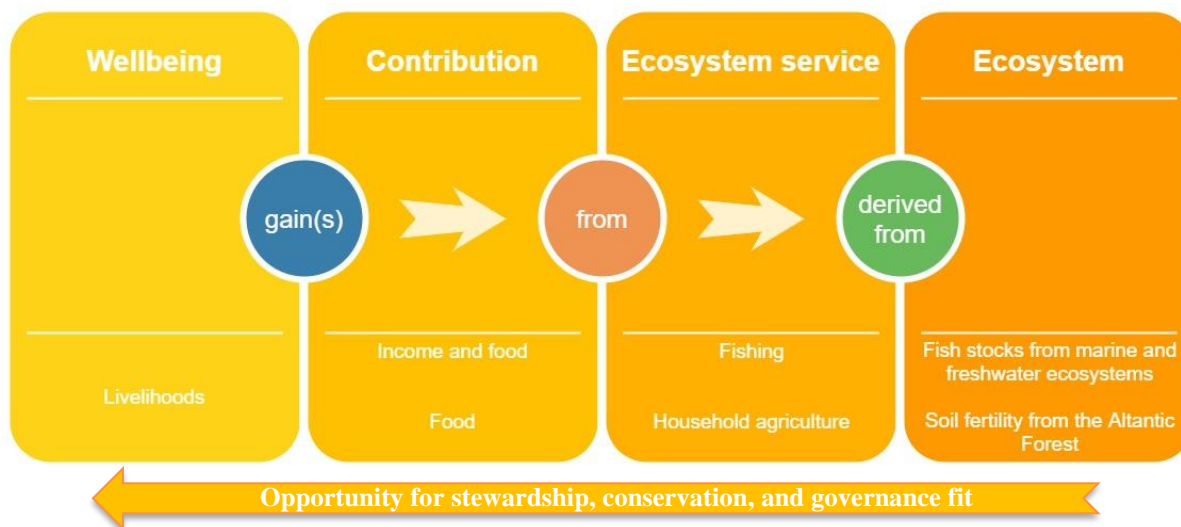 Wellbeing
Contribution
Ecosystem service
Ecosystem
gain(s)
from
derived
from
Livelihoods
Income and food
Food
Fishing
Household agriculture
Fish stocks from marine and
freshwater ecosystems
Soil fertility from the Altantic
Forest
Opportunity for stewardship, conservation, and governance fit